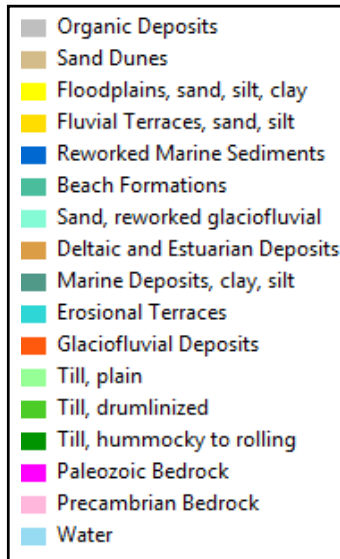 Organic Deposits
Sand Dunes
Floodplains, sand, silt, clay
Fluvial Terraces, sand, silt
Reworked Marine Sediments
Beach Formations
Sand, reworked glaciofluvial
Deltaic and Estuarian Deposits
Marine Deposits, clay, silt
Erosional Terraces
Glaciofluvial Deposits
Till, plain
Till, drumlinized
Till, hummocky to rolling
Paleozoic Bedrock
Precambrian Bedrock
Water